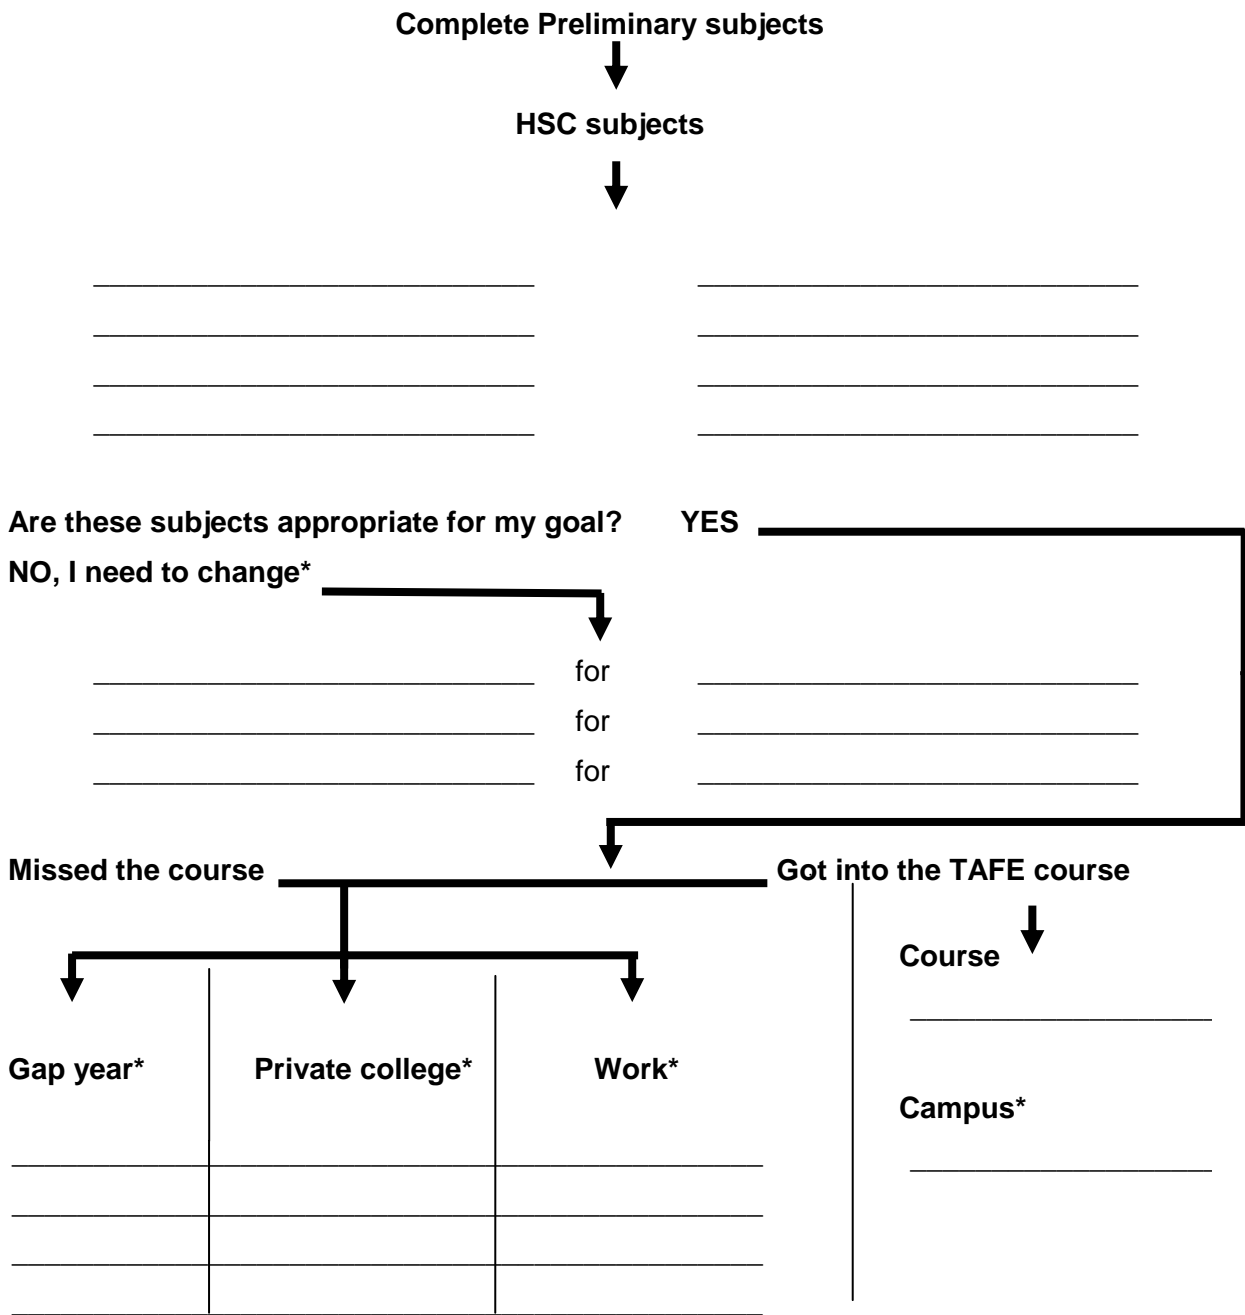 Complete Preliminary subjects
HSC subjects
Are these subjects appropriate for my goal? YES
NO, I need to change*
for
for
for
Missed the course
Got into the TAFE course
Course
Gap year*
Private college*
Work*
Campus*